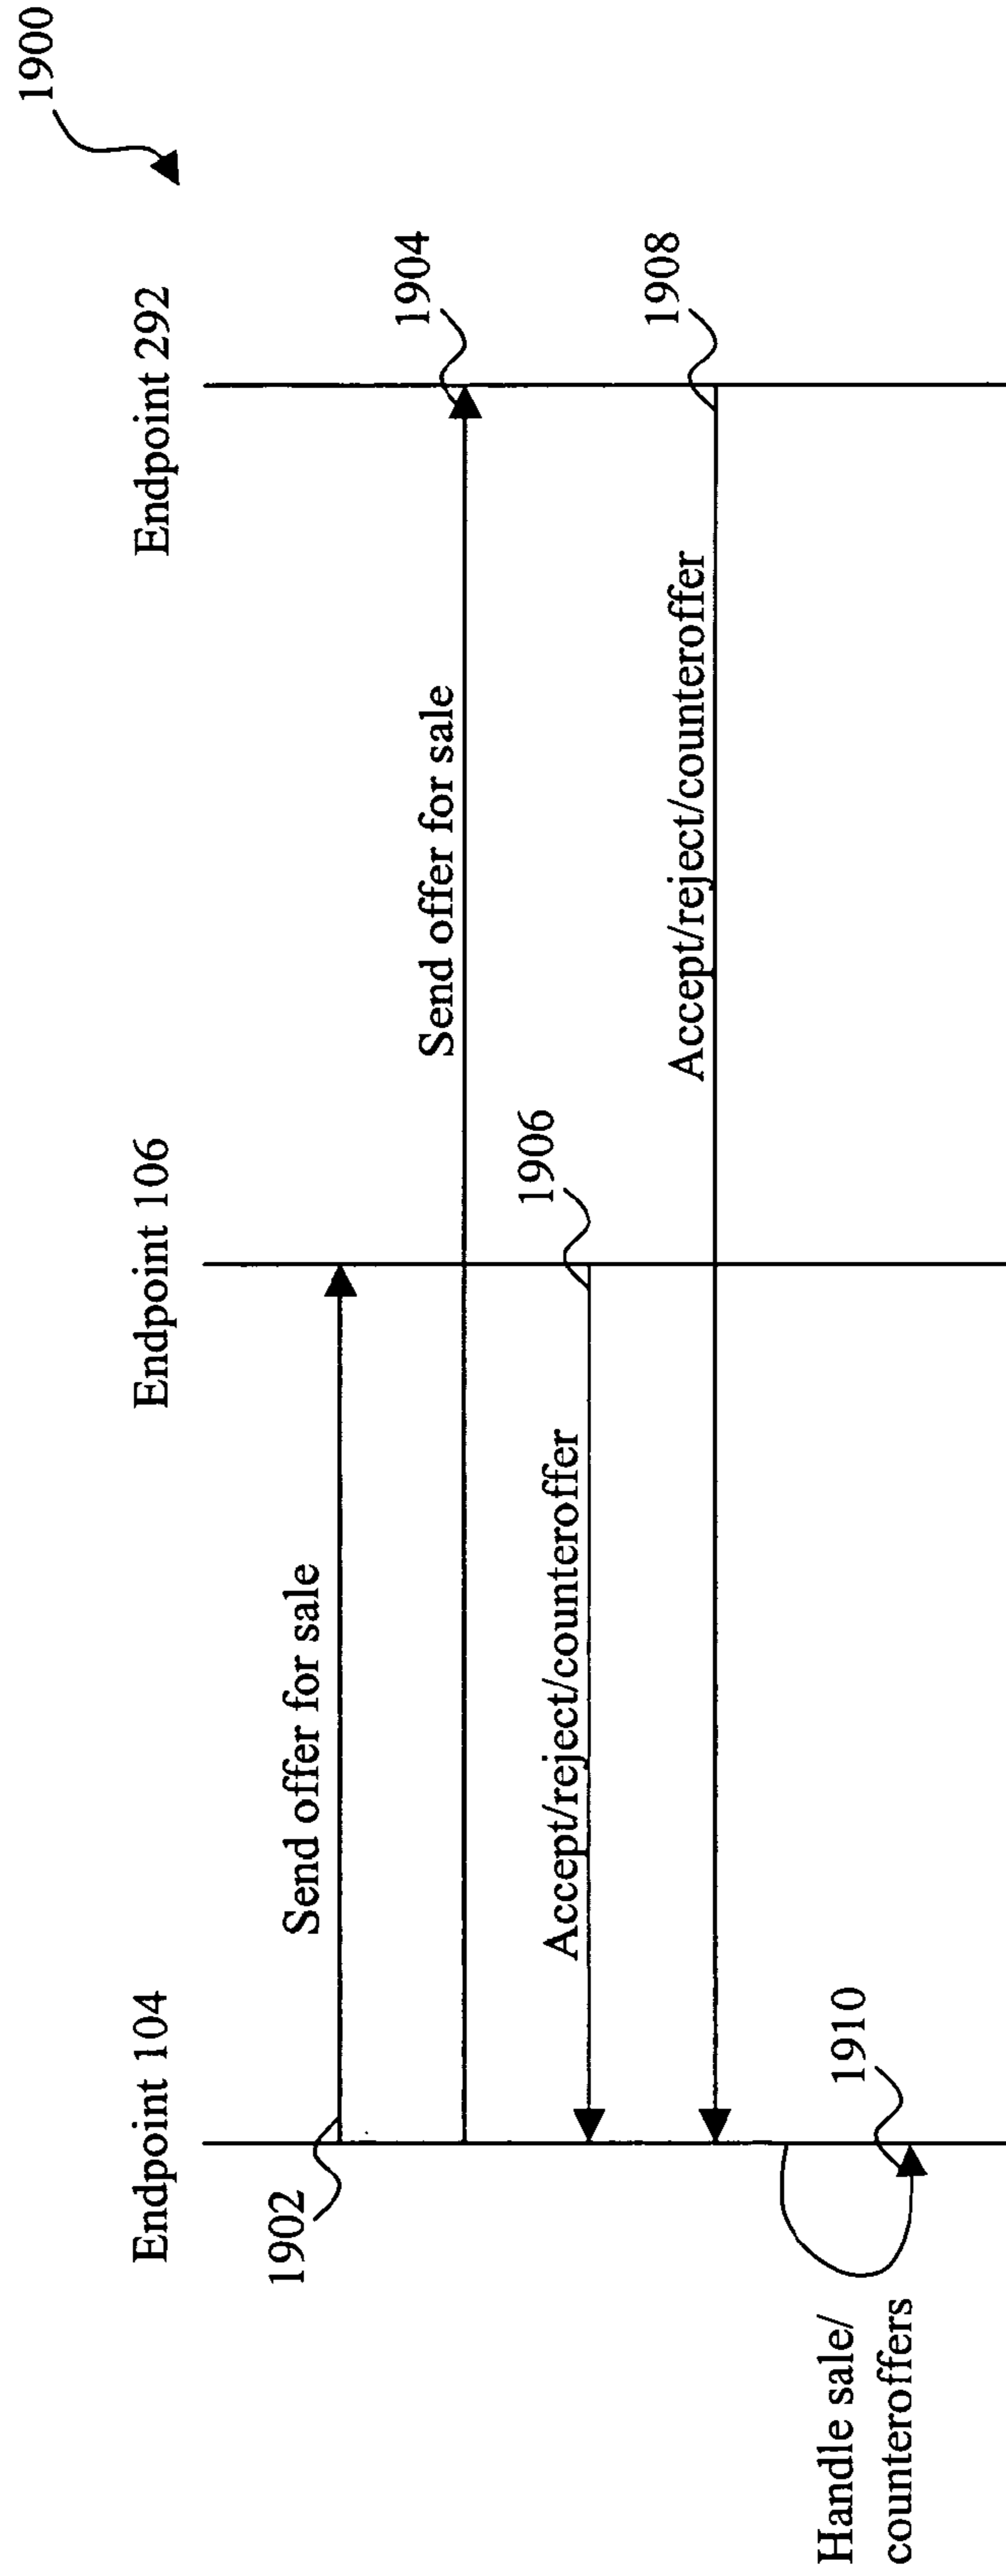 1900
Endpoint 104
Endpoint 106
Endpoint 292
1902
Send offer for sale
Send offer for sale
1904
Accept/reject/counteroffer
1906
Accept/reject/counteroffer
1908
Handle sale/
counteroffers
1910